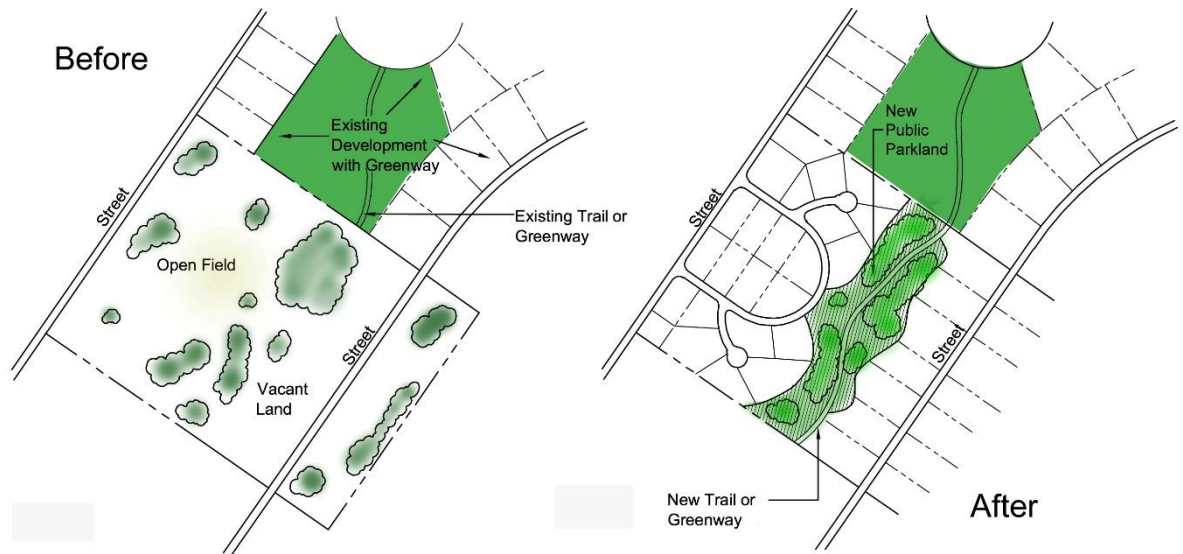 Before
Existing
Development
with Greenway
Street
Existing Trail or
Greenway
Open Field
Street
Vacant
Land
New
Public
Parkland
Street
Street
New Trail or
Greenway
After